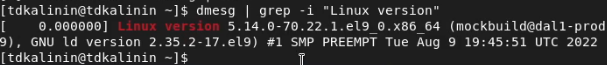 [tdkalinin@tdkalinin ~]$ dmesg | grep -i "Linux version"
[    0.000000] Linux version 5.14.0-70.22.1.el9_0.x86_64 (mockbuild@dal1-prod
9), GNU ld version 2.35.2-17.el9) #1 SMP PREEMPT Tue Aug 9 19:45:51 UTC 2022
[tdkalinin@tdkalinin ~]$